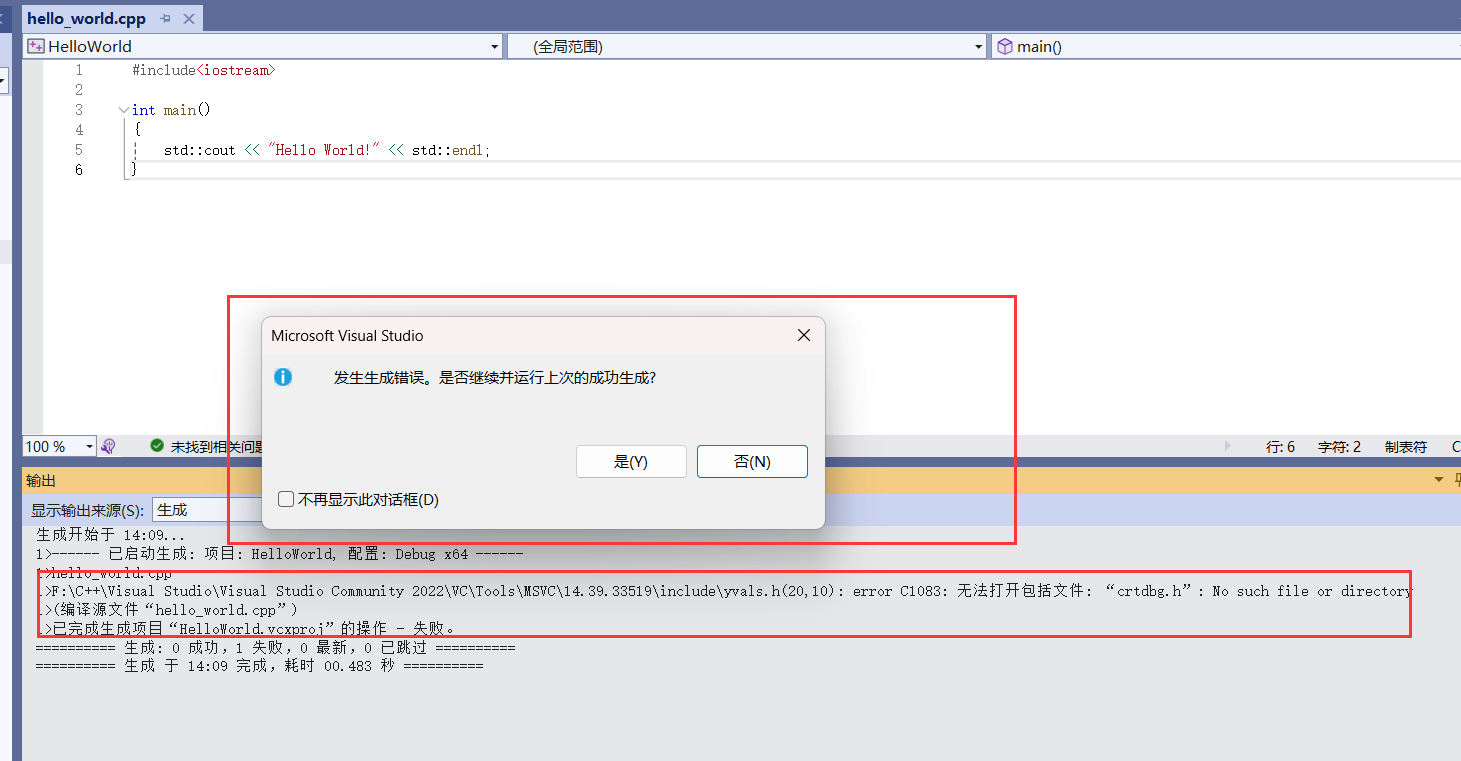 hello_world.cpp
HelloWorld (全局范围) main()
1 #include<iostream>
2
3 int main()
4 {
5 std::cout << "Hello World!" << std::endl;
6 }
Microsoft Visual Studio
发生生成错误。是否继续并运行上次的成功生成?
是(Y) 否(N)
不再显示此对话框(D)
100 % 未找到相关问题 行: 6 字符: 2 制表符
输出
显示输出来源(S): 生成
生成开始于 14:09...
1>------ 已启动生成: 项目: HelloWorld, 配置: Debug x64 ------
1>hello_world.cpp
1>F:\C++\Visual Studio\Visual Studio Comunity 2022\VC\Tools\MSVC\14.39.33519\include\yvals.h(20,10): error C1083: 无法打开包括文件: “crtdbg.h”: No such file or directory
1>(编译源文件“hello_world.cpp”)
1>已完成生成项目“HelloWorld.vcxproj”的操作 - 失败。
========== 生成: 0 成功，1 失败，0 最新，0 已跳过 ==========
========== 生成 于 14:09 完成，耗时 00.483 秒 ==========